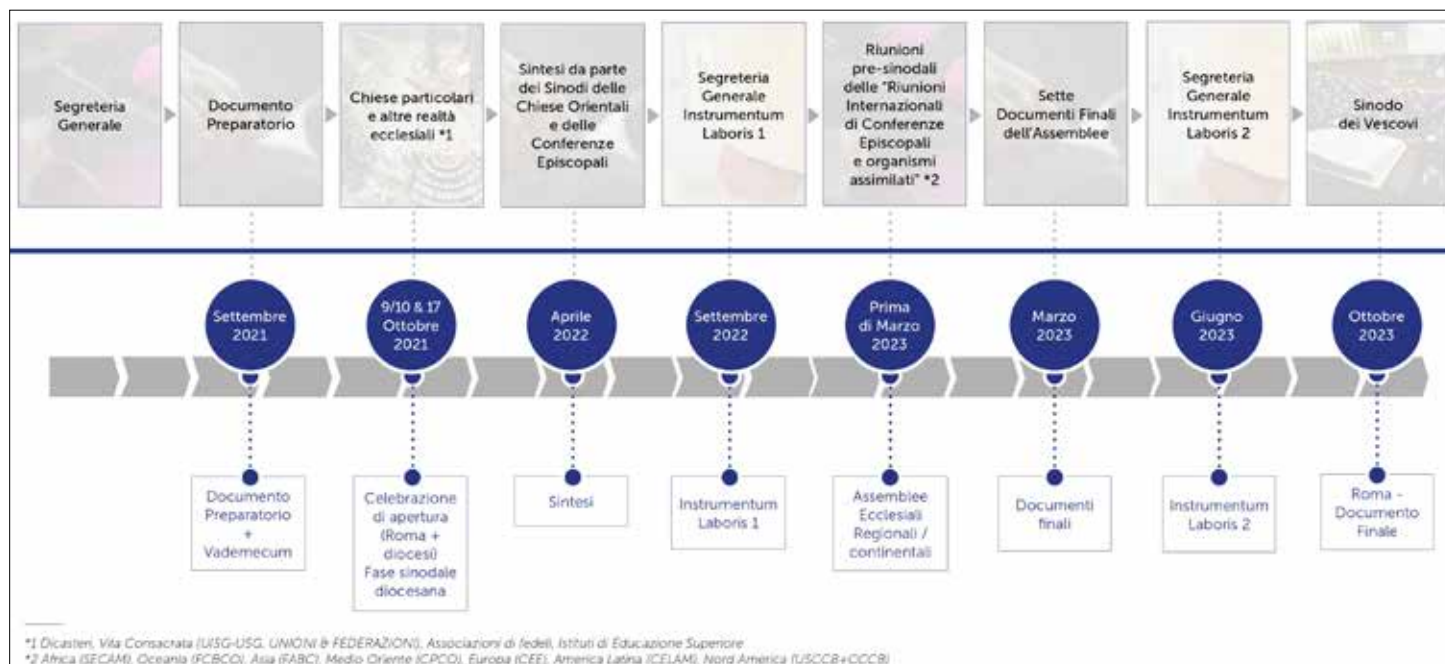 Segreteria
Generale
Documento
Preparatorio
Chiese particolari
e altre realtà
ecclesiali *1
Sintesi da parte
dei Sinodi delle
Chiese Orientali
e delle
Conferenze
Episcopali
Segreteria
Generale
Instrumentum
Laboris 1
Riunioni
pre-sinodali
delle "Riunioni
Internazionali
di Conferenze
Episcopali
e organismi
assimilati" *2
Sette
Documenti Finali
dell'Assemblee
Segreteria
Generale
Instrumentum
Laboris 2
Sinodo
dei Vescovi
Settembre
2021
9/10 & 17
Ottobre
2021
Aprile
2022
Settembre
2022
Prima
di Marzo
2023
Marzo
2023
Giugno
2023
Ottobre
2023
Documento
Preparatorio
+
Vademecum
Celebrazione
di apertura
(Roma +
diocesi)
Fase sinodale
diocesana
Sintesi
Instrumentum
Laboris 1
Assemblee
Ecclesiali
Regionali /
continentali
Documenti
finali
Instrumentum
Laboris 2
Roma -
Documento
Finale
*1 Dicasteri, Vita Consacrata (UISG-USG, UNIONI & FEDERAZIONI), Associazioni di fedeli, Istituti di Educazione Superiore
*2 Africa (SECAM), Oceania (FCBCO), Asia (FABC), Medio Oriente (CPCO), Europa (CEE), America Latina (CELAM), Nord America (USCCB+CCCB)